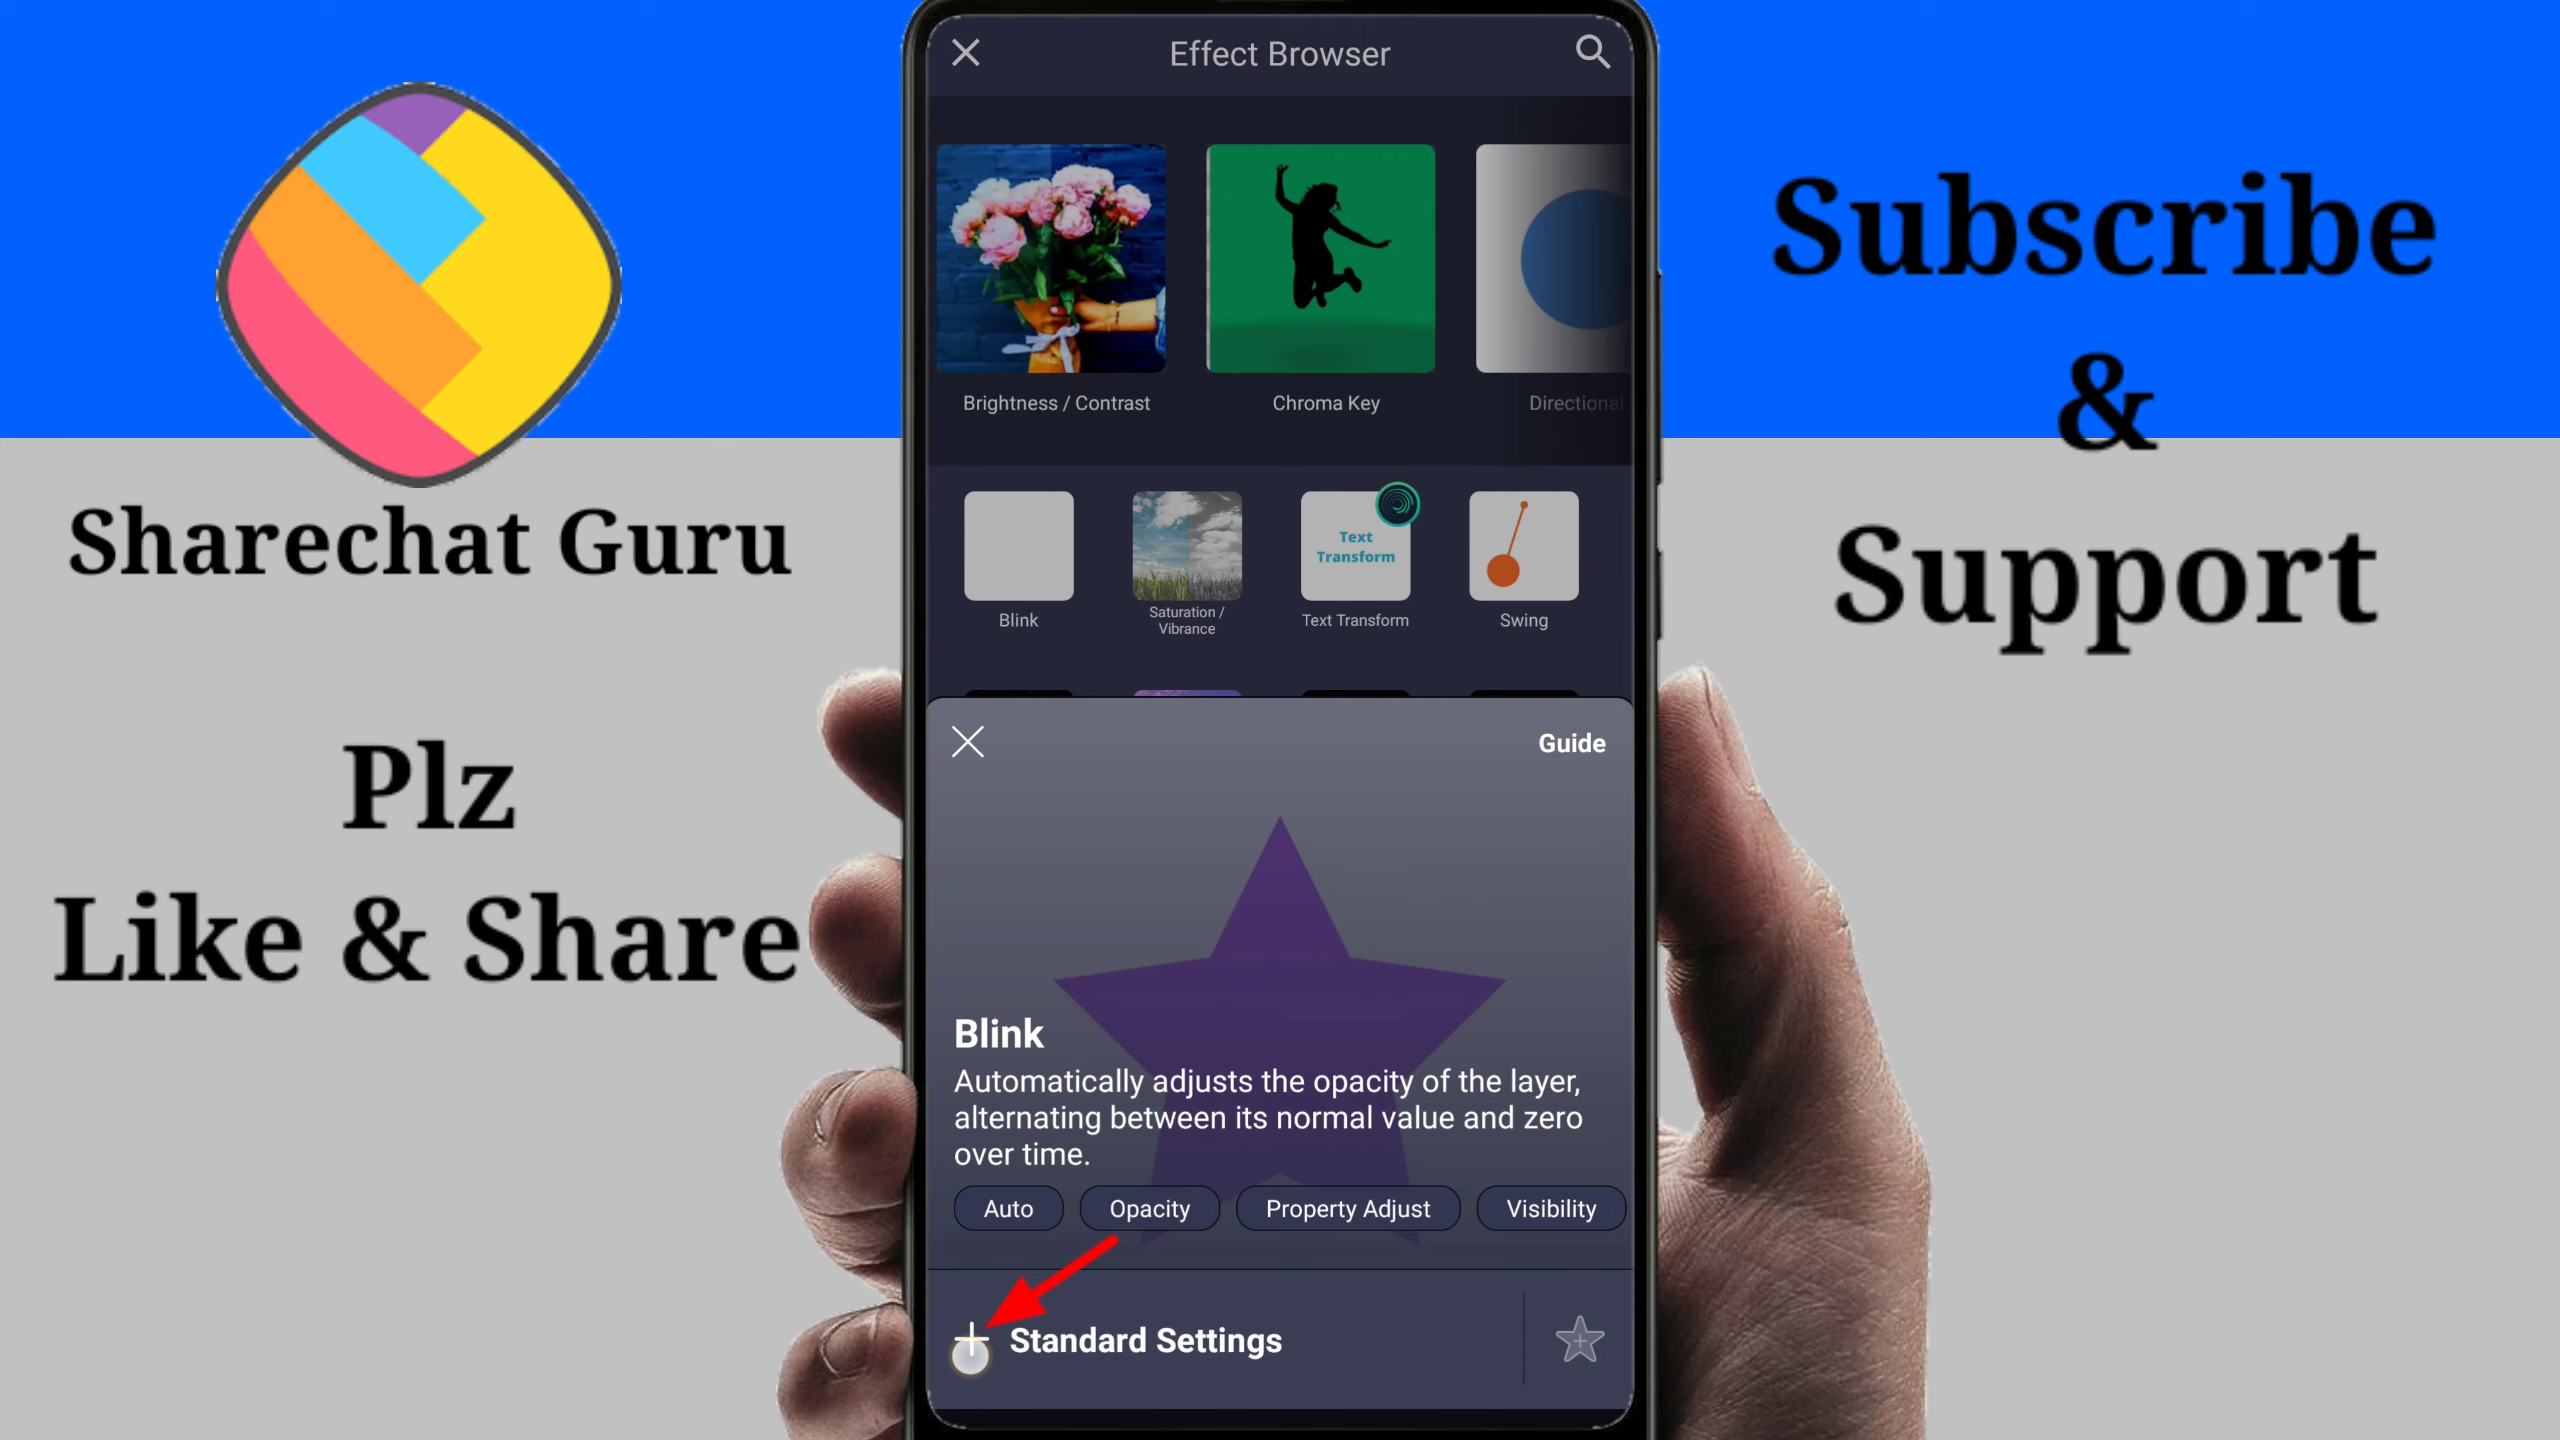 Effect Browser
Brightness / Contrast
Chroma Key
Directional
Blink
Saturation /
Vibrance
Text
Transform
Text Transform
Swing
Guide
Blink
Automatically adjusts the opacity of the layer,
alternating between its normal value and zero
over time.
Auto
Opacity
Property Adjust
Visibility
Standard Settings
Sharechat Guru
Plz
Like & Share
Subscribe
&
Support